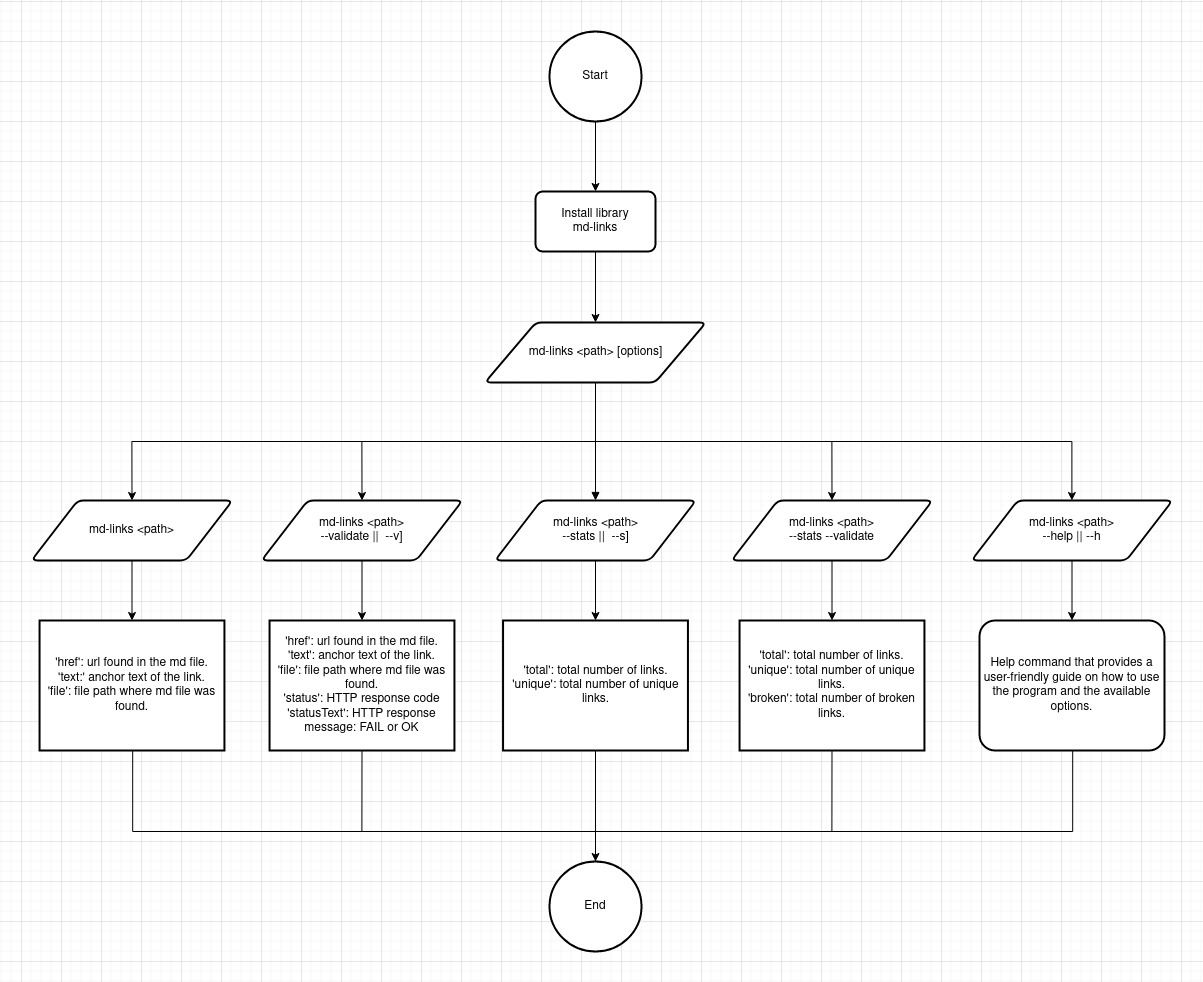 Start
Install library
md-links
md-links <path> [options]
md-links <path>
md-links <path>
--validate ||  --v]
md-links <path>
--stats ||  --s]
md-links <path>
--stats --validate
md-links <path>
--help || --h
'href': url found in the md file.
'text:' anchor text of the link.
'file': file path where md file was
found.
'href': url found in the md file.
'text': anchor text of the link.
'file': file path where md file was
found.
'status': HTTP response code
'statusText': HTTP response
message: FAIL or OK
'total': total number of links.
'unique': total number of unique
links.
'total': total number of links.
'unique': total number of unique
links.
'broken': total number of broken
links.
Help command that provides a
user-friendly guide on how to use
the program and the available
options.
End